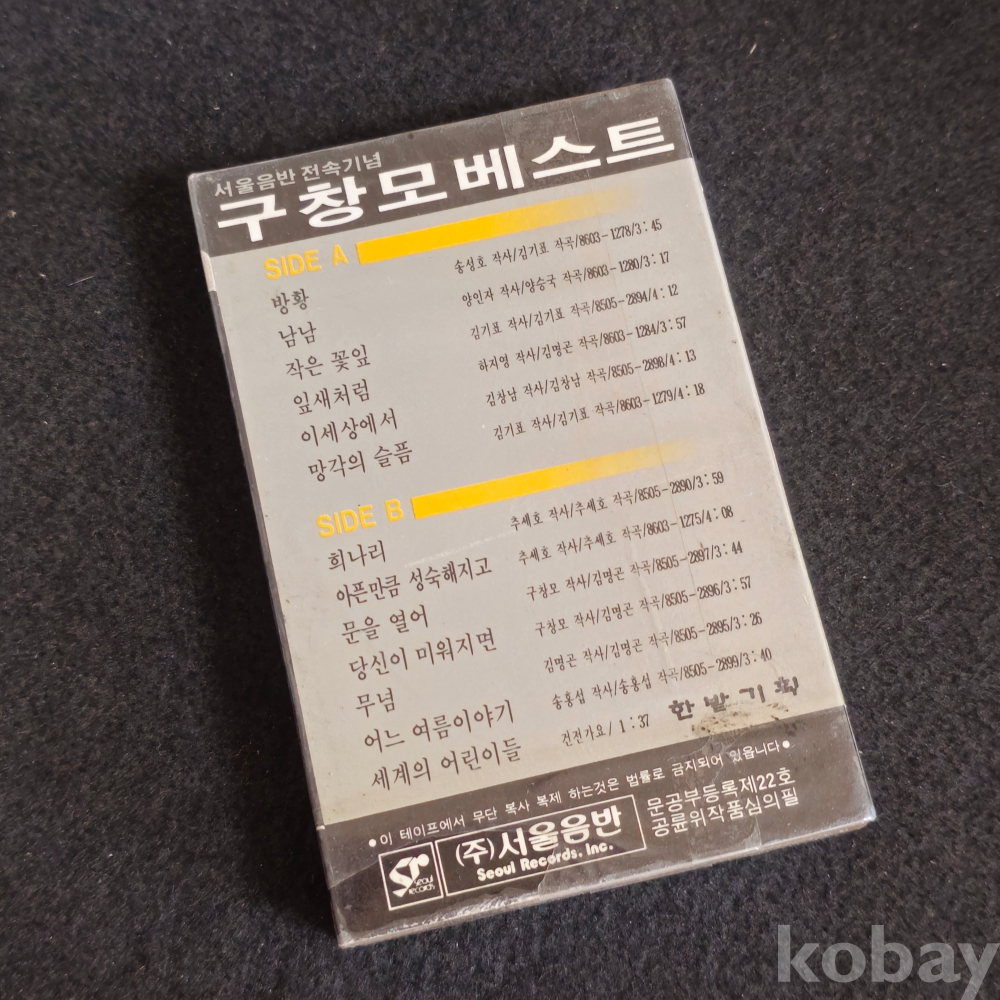 서울음반 전속기념
구창모베스트
SIDE A
방황 송성호 작사/김기표 작곡/8603-1278/3:45
남남 양인자 작사/양승국 작곡/8603-1280/3:17
작은 꽃잎 김기표 작사/김기표 작곡/8505-2894/4:12
잎새처럼 하지영 작사/김명곤 작곡/8603-1284/3:57
이세상에서 김창남 작사/김창남 작곡/8505-2898/4:13
망각의 슬픔 김기표 작사/김기표 작곡/8603-1279/4:18
SIDE B
희나리 추세호 작사/추세호 작곡/8505-2890/3:59
아픈만큼 성숙해지고 추세호 작사/추세호 작곡/8603-1275/4:08
문을 열어 구창모 작사/김명곤 작곡/8505-2897/3:44
당신이 미워지면 구창모 작사/김명곤 작곡/8505-2896/3:57
무념 김명곤 작사/김명곤 작곡/8505-2895/3:26
어느 여름이야기 송홍섭 작사/송홍섭 작곡/8505-2899/3:40
세계의 어린이들 건전가요/1:37
한밭기획
●이 테이프에서 무단 복사 복제 하는것은 법률로 금지되어 있읍니다●
sr Seoul records
(주)서울음반
Seoul Records, Inc.
문공부등록제22호
공륜위작품심의필
kobay